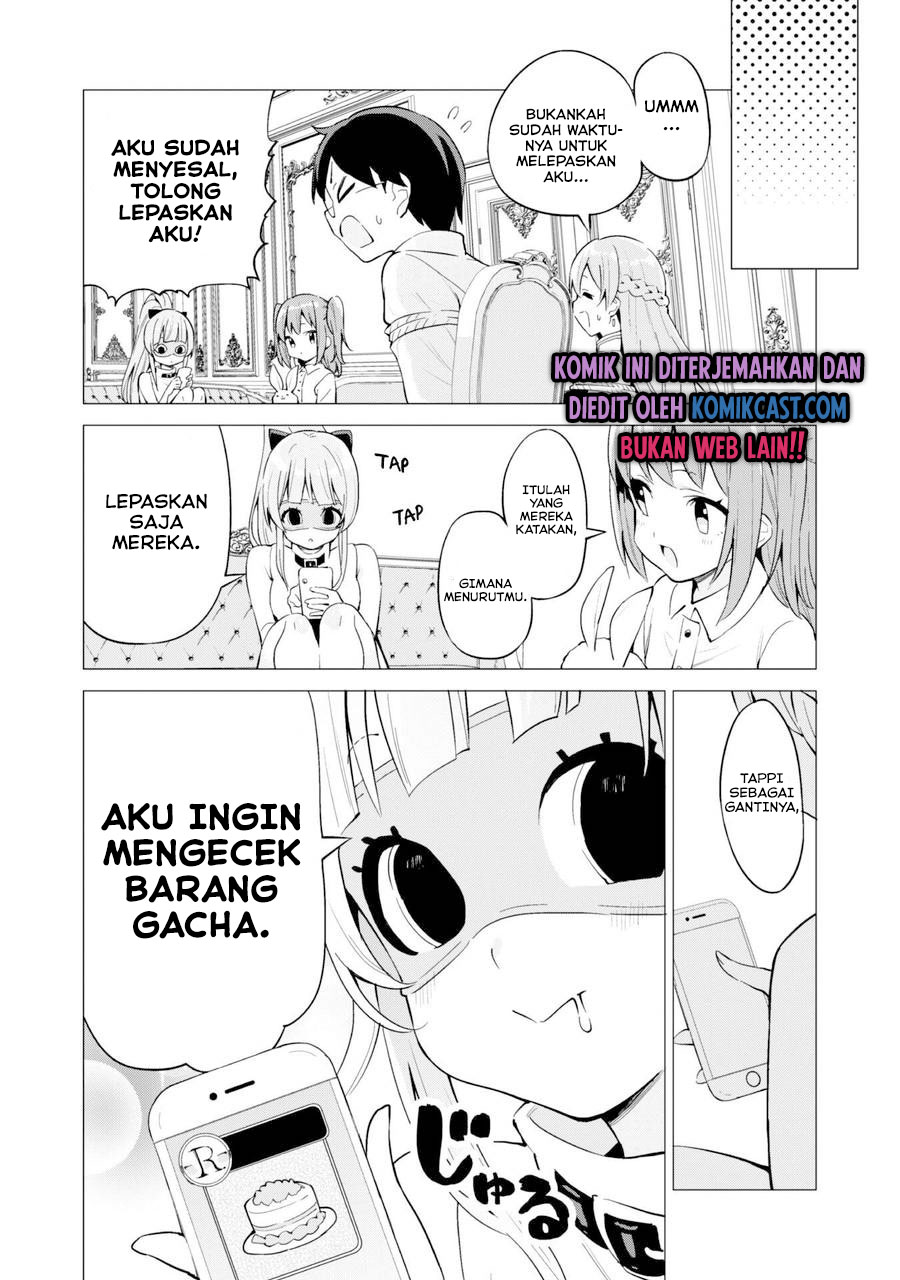 UMMM
...
BUKANKAH
SUDAH WAKTU-
NYA UNTUK
MELEPASKAN
AKU...
AKU SUDAH
MENYESAL,
TOLONG
LEPASKAN
AKU!
KOMIK INI DITERJEMAHKAN DAN
DIEDIT OLEH KOMIKCAST.COM
BUKAN WEB LAIN!!
ITULAH
YANG
MEREKA
KATAKAN,
GIMANA
MENURUTMU.
TAP
TAP
LEPASKAN
SAJA
MEREKA.
TAPPI
SEBAGAI
GANTINYA,
AKU INGIN
MENGECEK
BARANG
GACHA.
R
じゅる